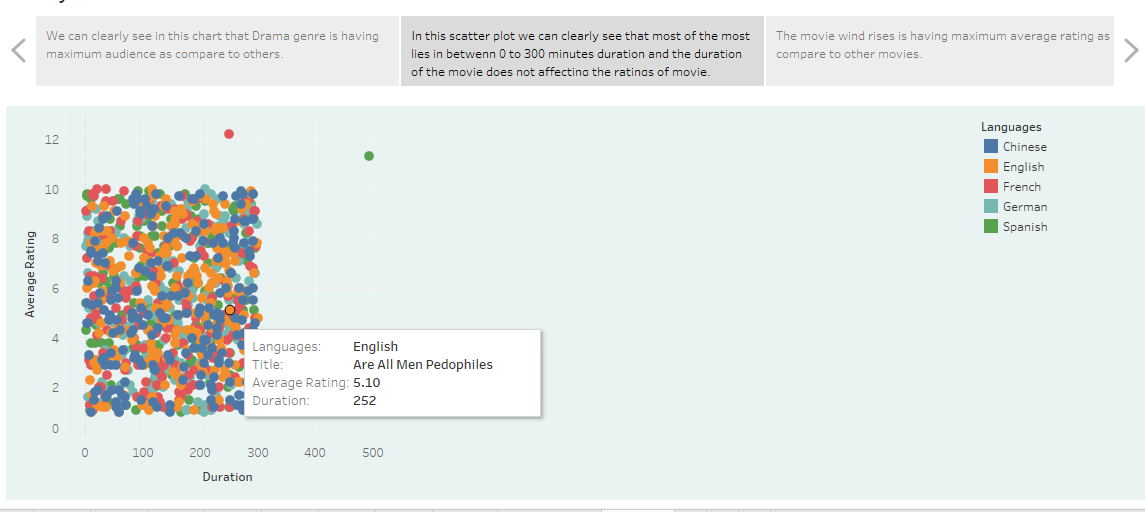 We can clearly see in this chart that Drama genre is having
maximum audience as compare to others.
In this scatter plot we can clearly see that most of the most
lies in betwenn 0 to 300 minutes duration and the duration
of the movie does not affecting the ratings of movie.
The movie wind rises is having maximum average rating as
compare to other movies.
Languages
Chinese
English
French
German
Spanish
Average Rating
12
10
8
6
4
2
0
Languages: English
Title: Are All Men Pedophiles
Average Rating: 5.10
Duration: 252
0 100 200 300 400 500
Duration